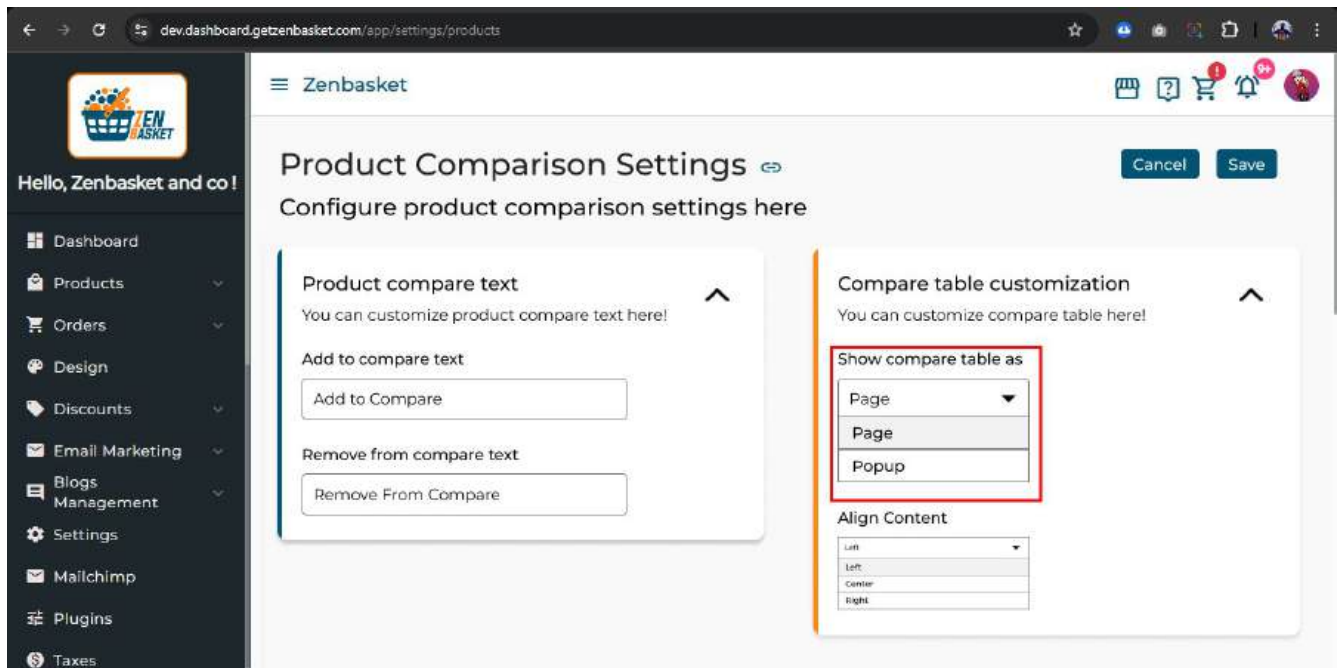 dev.dashboard.getzenbasket.com/app/settings/products
ZEN
BASKET
Hello, Zenbasket and co !
Dashboard
Products
Orders
Design
Discounts
Email Marketing
Blogs
Management
Settings
Mailchimp
Plugins
Taxes
Zenbasket
9+
Product Comparison Settings
Cancel
Save
Configure product comparison settings here
Product compare text
You can customize product compare text here!
Add to compare text
Add to Compare
Remove from compare text
Remove From Compare
Compare table customization
You can customize compare table here!
Show compare table as
Page
Page
Popup
Align Content
Left
Left
Center
Right